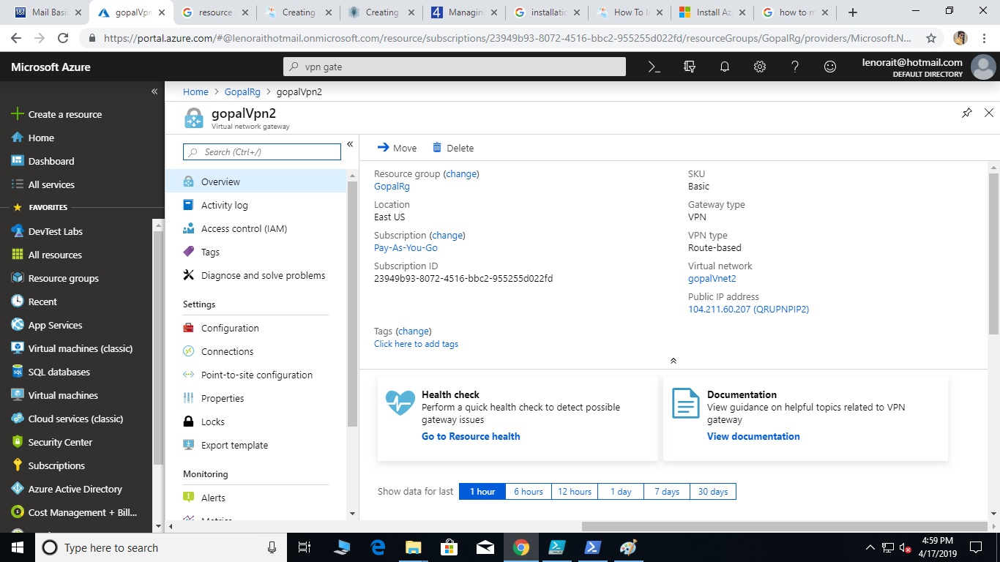 Mail Basic
gopalVpn
resource
Creating A
Creating
Managing
installatio
How To In
Install Az
how to m
https://portal.azure.com/#@lenoraithotmail.onmicrosoft.com/resource/subscriptions/23949b93-8072-4516-bbc2-955255d022fd/resourceGroups/GopalRg/providers/Microsoft.N...
Microsoft Azure
vpn gate
lenorait@hotmail.com
DEFAULT DIRECTORY
Create a resource
Home
Dashboard
All services
FAVORITES
DevTest Labs
All resources
Resource groups
Recent
App Services
Virtual machines (classic)
SQL databases
Virtual machines
Cloud services (classic)
Security Center
Subscriptions
Azure Active Directory
Cost Management + Bill...
Home > GopalRg > gopalVpn2
gopalVpn2
Virtual network gateway
Search (Ctrl+/)
Overview
Activity log
Access control (IAM)
Tags
Diagnose and solve problems
Settings
Configuration
Connections
Point-to-site configuration
Properties
Locks
Export template
Monitoring
Alerts
Metrics
Move
Delete
Resource group (change)
GopalRg
Location
East US
Subscription (change)
Pay-As-You-Go
Subscription ID
23949b93-8072-4516-bbc2-955255d022fd
SKU
Basic
Gateway type
VPN
VPN type
Route-based
Virtual network
gopalVnet2
Public IP address
104.211.60.207 (QRUPNPIP2)
Tags (change)
Click here to add tags
Health check
Perform a quick health check to detect possible
gateway issues
Go to Resource health
Documentation
View guidance on helpful topics related to VPN
gateway
View documentation
Show data for last
1 hour
6 hours
12 hours
1 day
7 days
30 days
Type here to search
4:59 PM
4/17/2019